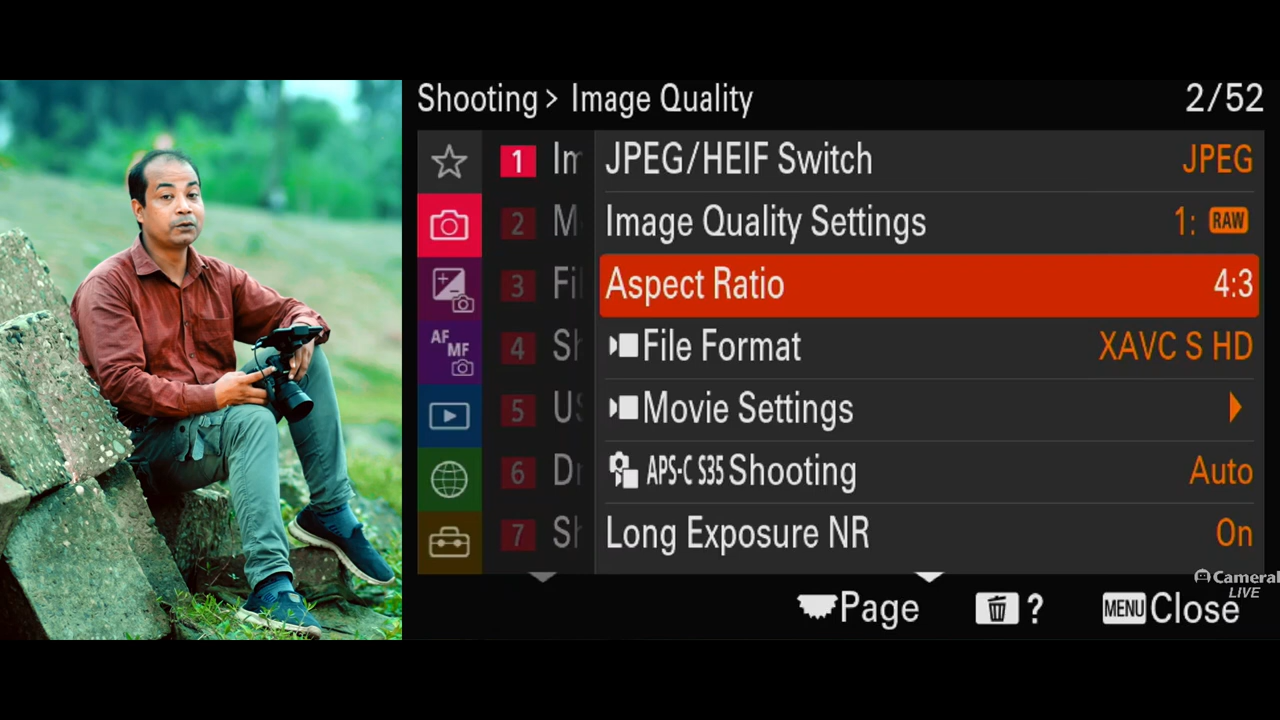 Shooting> Image Quality 2/52
1 Im JPEG/HEIF Switch JPEG
2 M Image Quality Settings 1: RAW
3 Fil Aspect Ratio 4:3
4 Sh File Format XAVC S HD
5 US Movie Settings
6 Dr APS-C S35 Shooting Auto
7 Sh Long Exposure NR On
AF
MF
Page ? MENU Close
Cameral
LIVE